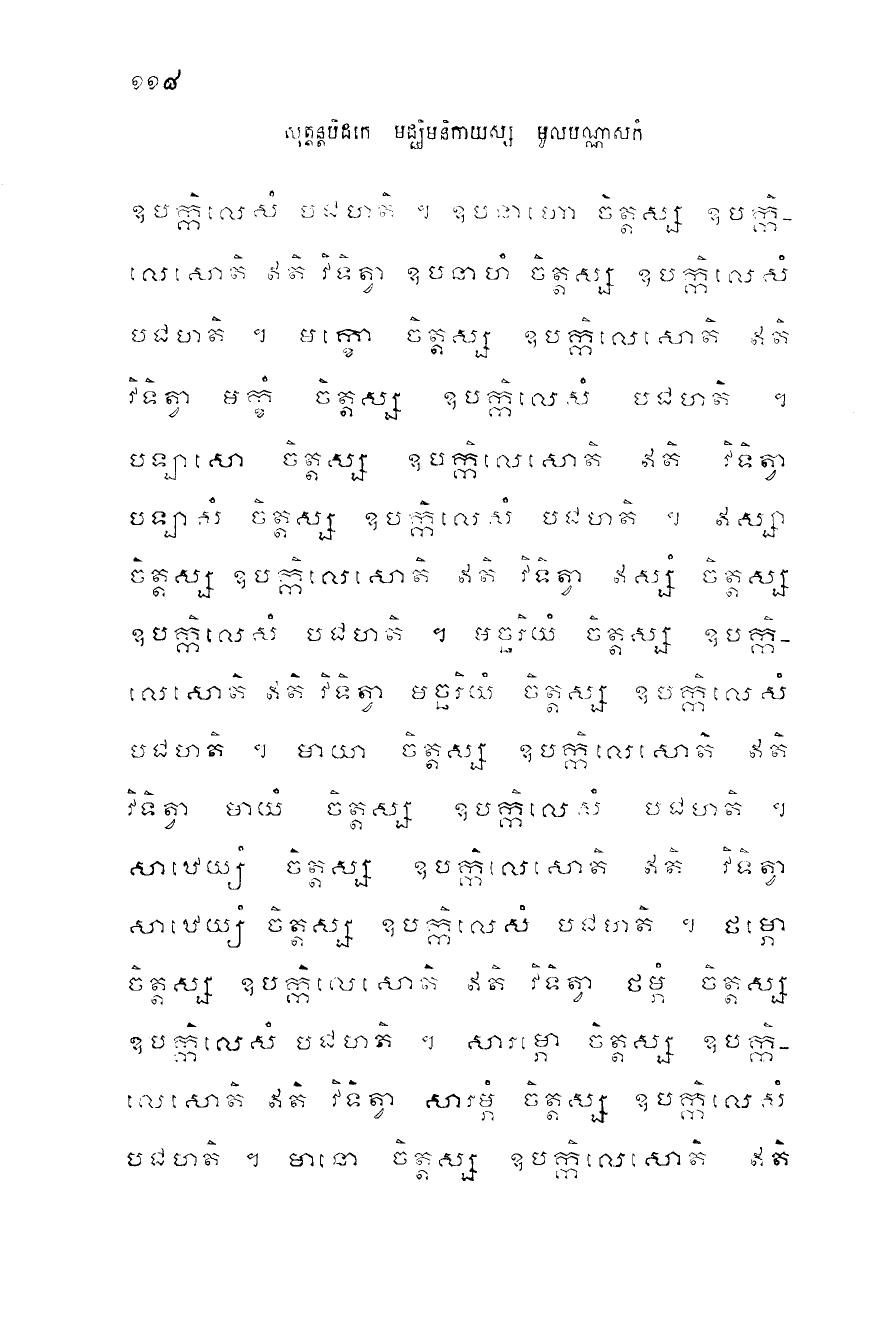 ១១៨
សុត្តន្តបិដកេ មជ្ឈិមនិកាយស្ស មូលបណ្ណាសកំ
ឧបក្កិលេសំ បជហាតិ ។ ឧបនាហោ ចិត្តស្ស ឧបក្កិ-
លេសោតិ ឥតិ វិទិត្វា ឧបនាហំ ចិត្តស្ស ឧបក្កិលេសំ
បជហាតិ ។ មក្ខោ ចិត្តស្ស ឧបក្កិលេសោតិ ឥតិ
វិទិត្វា មក្ខំ ចិត្តស្ស ឧបក្កិលេសំ បជហតិ ។
បឡាសោ ចិត្តស្ស ឧបក្កិលេសោតិ ឥតិ វិទិត្វា
បឡាសំ ចិត្តស្ស ឧបក្កិលេសំ បជហតិ ។ ឥស្សា
ចិត្តស្ស ឧបក្កិលេសោតិ ឥតិ វិទិត្វា ឥស្សំ ចិត្តស្ស
ឧបក្កិលេសំ បជហាតិ ។ មច្ឆរិយំ ចិត្តស្ស ឧបក្កិ-
លេសោតិ ឥតិ វិទិត្វា មច្ឆរិយំ ចិត្តស្ស ឧបក្កិលេសំ
បជហាតិ ។ មាយា ចិត្តស្ស ឧបក្កិលេសោតិ ឥតិ
វិទិត្វា មាយំ ចិត្តស្ស ឧបក្កិលេសំ បជហាតិ ។
សាឋេយ្យំ ចិត្តស្ស ឧបក្កិលេសោតិ ឥតិ វិទិត្វា
សាឋេយ្យំ ចិត្តស្ស ឧបក្កិលេសំ បជហាតិ ។ ថម្ភោ
ចិត្តស្ស ឧបក្កិលេសោតិ ឥតិ វិទិត្វា ថម្ភំ ចិត្តស្ស
ឧបក្កិលេសំ បជហាតិ ។ សារម្ភោ ចិត្តស្ស ឧបក្កិ-
លេសោតិ ឥតិ វិទិត្វា សារម្ភំ ចិត្តស្ស ឧបក្កិលេសំ
បជហតិ ។ មានោ ចិត្តស្ស ឧបក្កិលេសោតិ ឥតិ